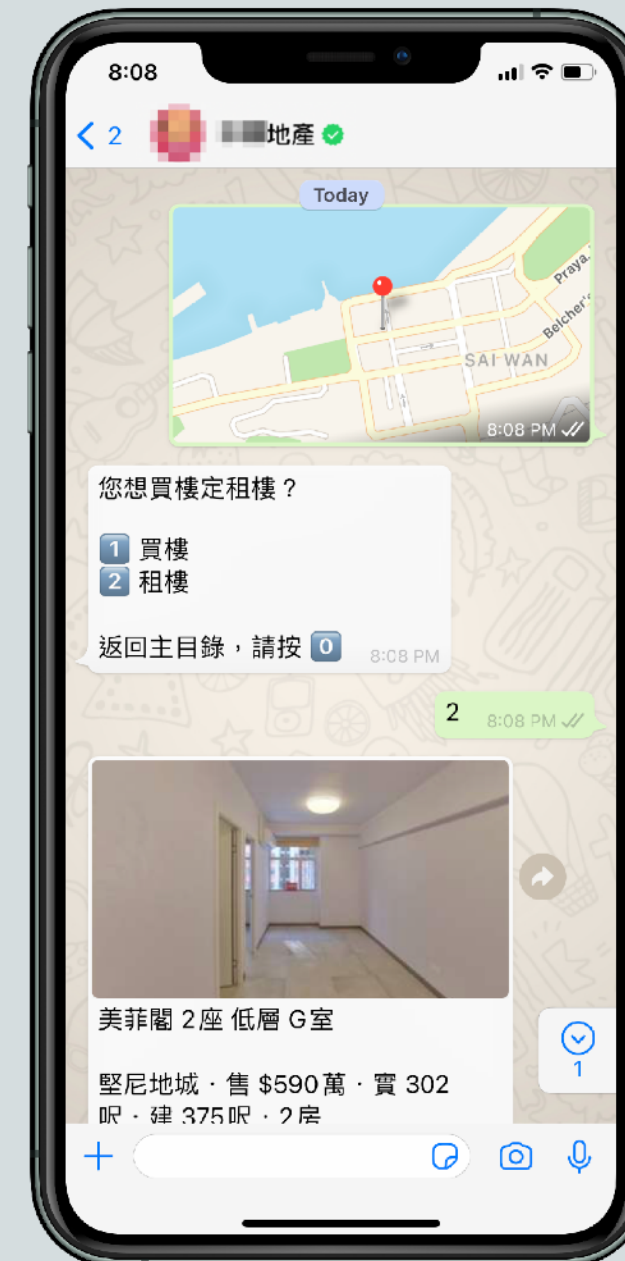 8:08
2
地產
Today
Praya
Belcher's
SAI WAN
8:08 PM
您想買樓定租樓？
1 買樓
2 租樓
返回主目錄，請按 0
8:08 PM
2
8:08 PM
美菲閣 2座 低層 G室
堅尼地城・售 $590萬・實 302
呎・建 375呎・2房
1